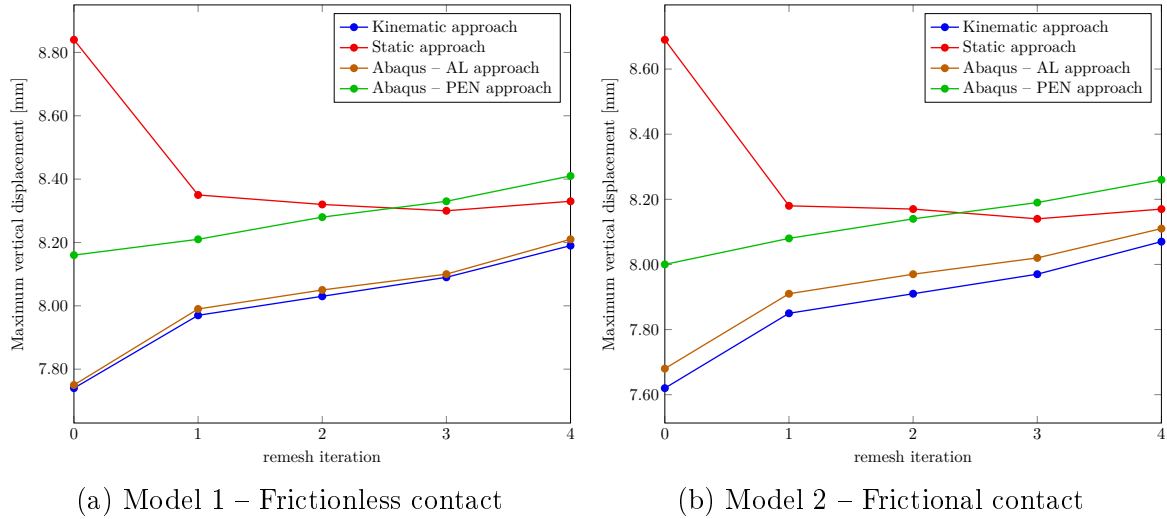 Kinematic approach
Static approach
Abaqus – AL approach
Abaqus – PEN approach
Maximum vertical displacement [mm]
8.80
8.60
8.40
8.20
8.00
7.80
0 1 2 3 4
remesh iteration
(a) Model 1 – Frictionless contact
Kinematic approach
Static approach
Abaqus – AL approach
Abaqus – PEN approach
Maximum vertical displacement [mm]
8.60
8.40
8.20
8.00
7.80
7.60
0 1 2 3 4
remesh iteration
(b) Model 2 – Frictional contact